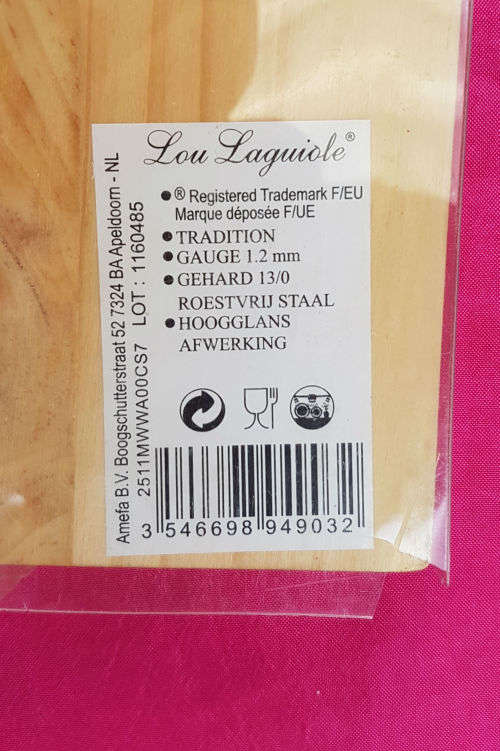 Lou Laguiole®
® Registered Trademark F/EU
Marque déposée F/UE
TRADITION
GAUGE 1.2 mm
GEHARD 13/0
ROESTVRIJ STAAL
HOOGGLANS
AFWERKING
Amefa B.V. Boogschutterstraat 52 7324 BA Apeldoorn - NL
2511MWWA00CS7 LOT : 1160485
3 546698 949032